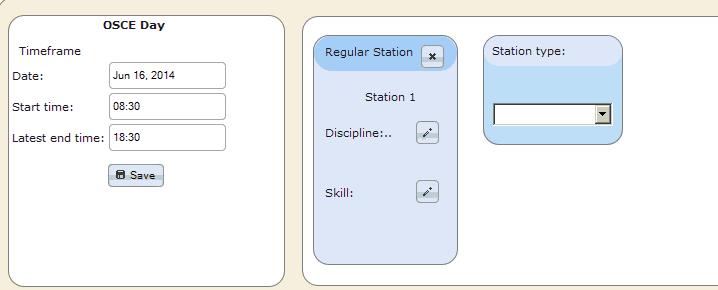 OSCE Day
Timeframe
Date: Jun 16, 2014
Start time: 08:30
Latest end time: 18:30
Save
Regular Station
Station 1
Discipline:..
Skill:
Station type: